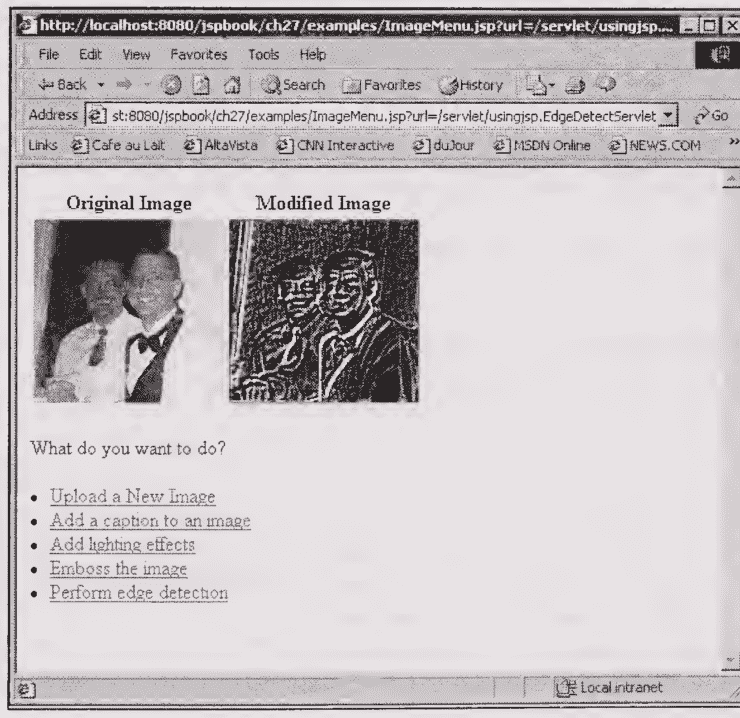 http://localhost:8080/jspbook/ch27/examples/ImageMenu.jsp?url=/servlet/usingjsp....
File Edit View Favorites Tools Help
Back Search Favorites History
Address st:8080/jspbook/ch27/examples/ImageMenu.jsp?url=/servlet/usingjsp.EdgeDetectServlet Go
Links Cafe au Lait AltaVista CNN Interactive duJour MSDN Online NEWS.COM »
Original Image Modified Image
What do you want to do?
• Upload a New Image
• Add a caption to an image
• Add lighting effects
• Emboss the image
• Perform edge detection
Local intranet